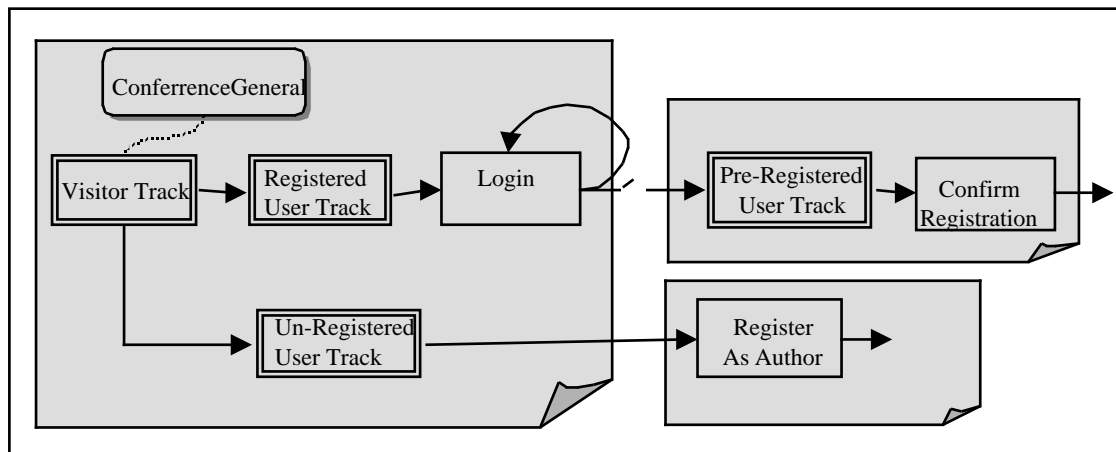 ConferrenceGeneral
Visitor Track
Registered
User Track
Login
Pre-Registered
User Track
Confirm
Registration
Un-Registered
User Track
Register
As Author